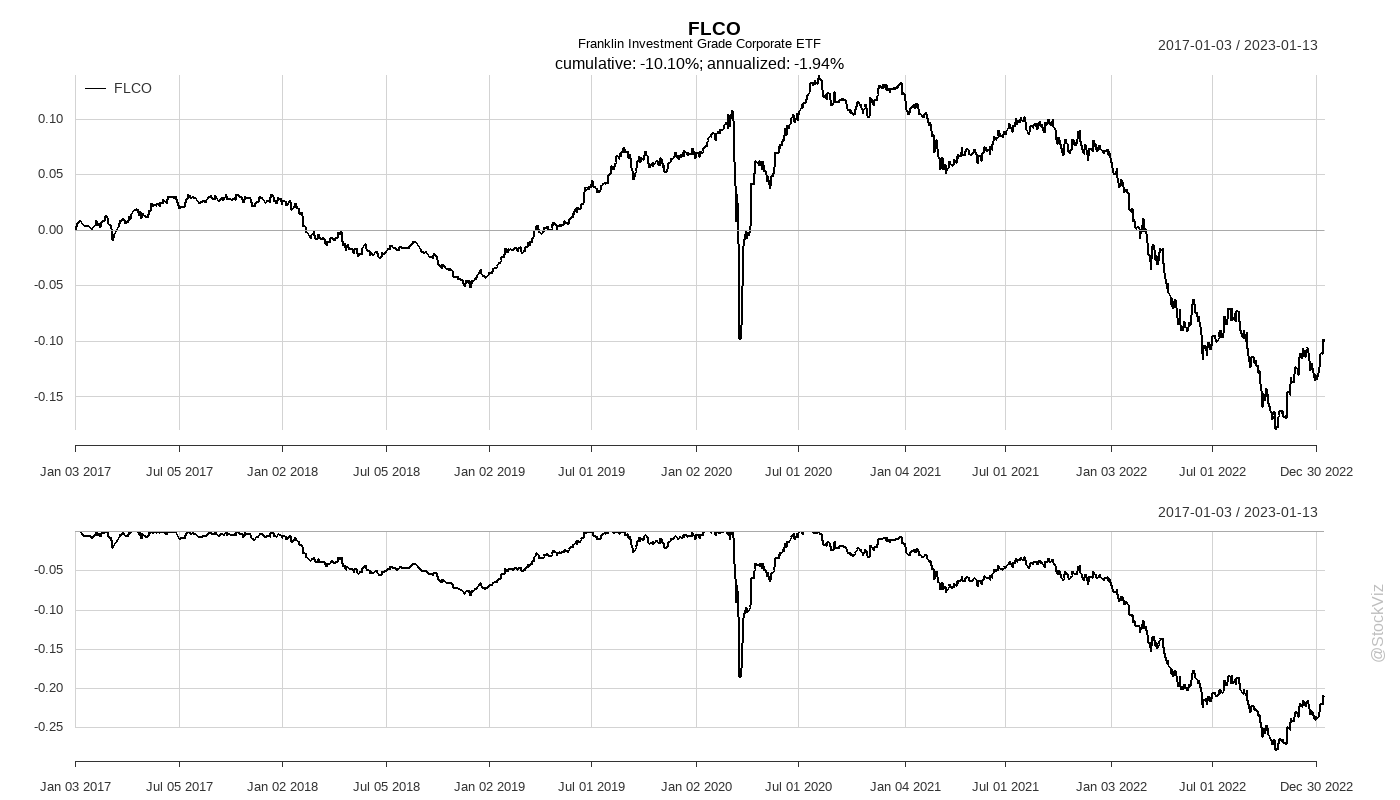 FLCO
Franklin Investment Grade Corporate ETF
2017-01-03 / 2023-01-13
cumulative: -10.10%; annualized: -1.94%
FLCO
0.10
0.05
0.00
-0.05
-0.10
-0.15
Jan 03 2017 Jul 05 2017 Jan 02 2018 Jul 05 2018 Jan 02 2019 Jul 01 2019 Jan 02 2020 Jul 01 2020 Jan 04 2021 Jul 01 2021 Jan 03 2022 Jul 01 2022 Dec 30 2022
2017-01-03 / 2023-01-13
-0.05
-0.10
-0.15
-0.20
-0.25
Jan 03 2017 Jul 05 2017 Jan 02 2018 Jul 05 2018 Jan 02 2019 Jul 01 2019 Jan 02 2020 Jul 01 2020 Jan 04 2021 Jul 01 2021 Jan 03 2022 Jul 01 2022 Dec 30 2022
@StockViz